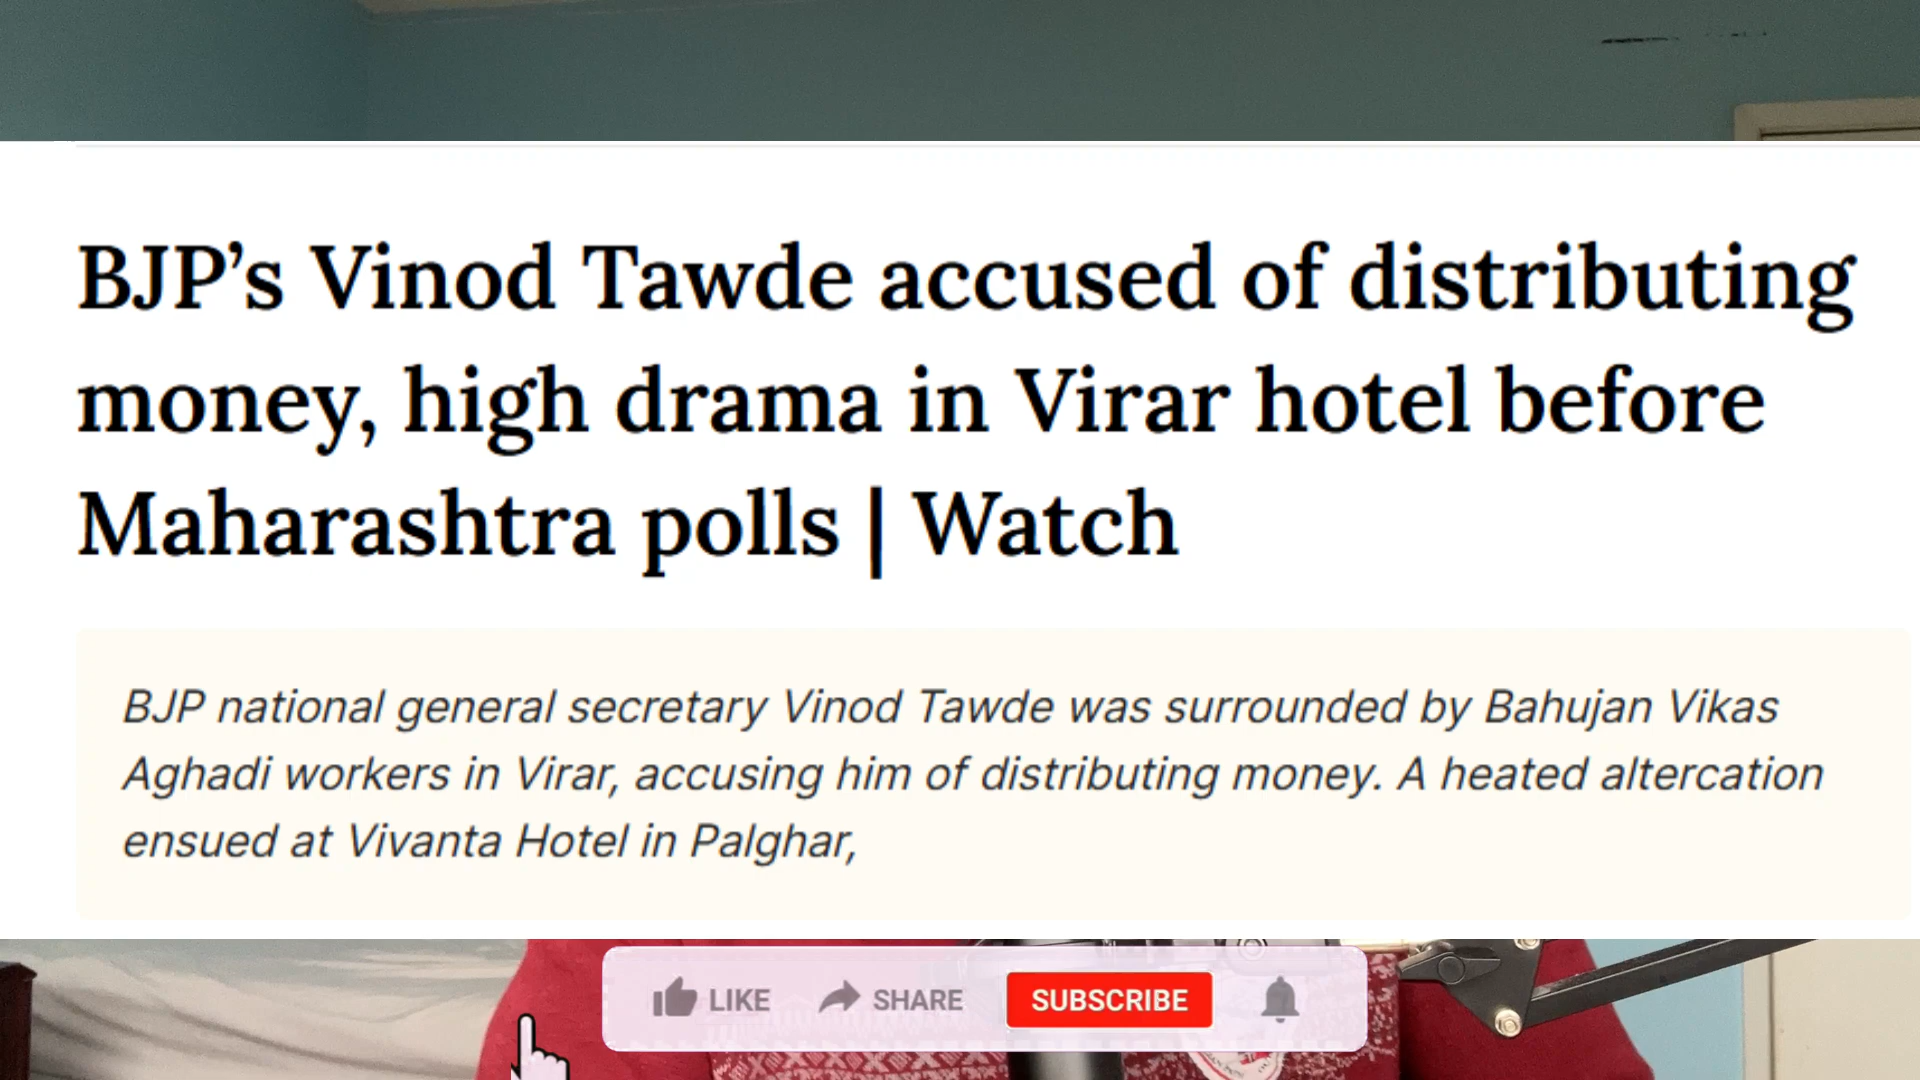 BJP’s Vinod Tawde accused of distributing
money, high drama in Virar hotel before
Maharashtra polls | Watch
BJP national general secretary Vinod Tawde was surrounded by Bahujan Vikas
Aghadi workers in Virar, accusing him of distributing money. A heated altercation
ensued at Vivanta Hotel in Palghar,
LIKE SHARE SUBSCRIBE